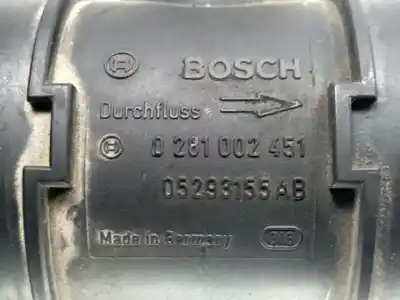 BOSCH
Durchfluss
0 281 002 451
05293155AB
Made in Germany